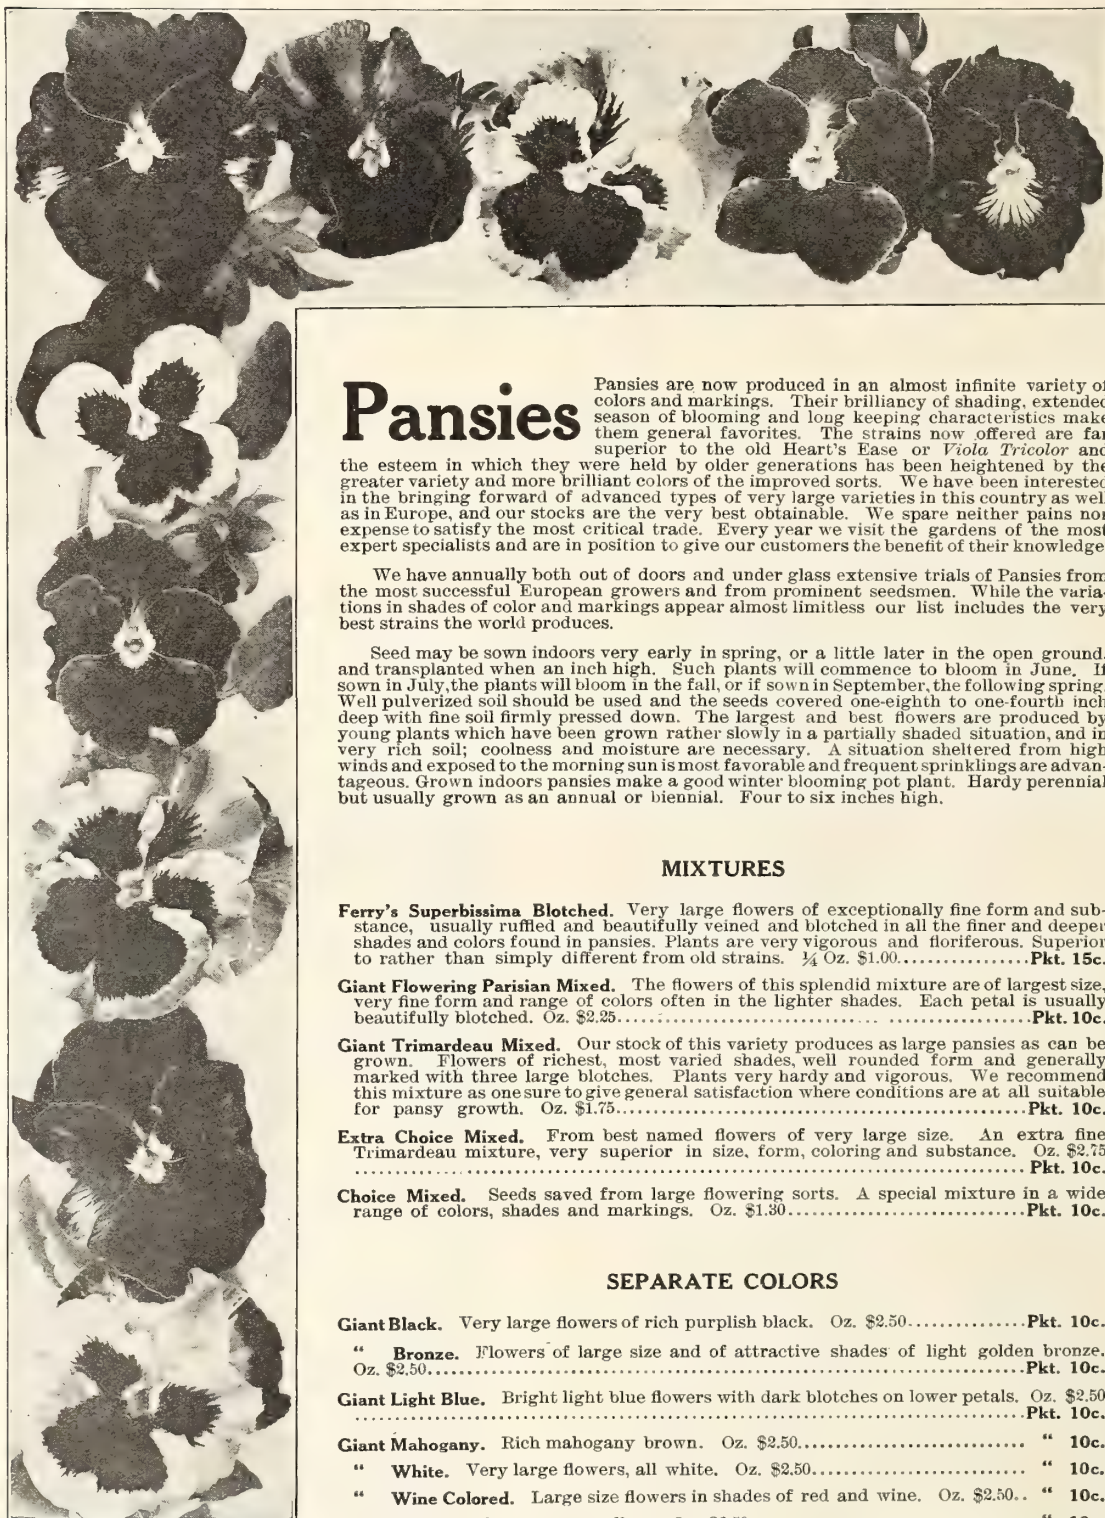 Pansies
Pansies are now produced in an almost infinite variety of
colors and markings. Their brilliancy of shading, extended
season of blooming and long keeping characteristics make
them general favorites. The strains now offered are far
superior to the old Heart's Ease or Viola Tricolor and
the esteem in which they were held by older generations has been heightened by the
greater variety and more brilliant colors of the improved sorts. We have been interested
in the bringing forward of advanced types of very large varieties in this country as well
as in Europe, and our stocks are the very best obtainable. We spare neither pains nor
expense to satisfy the most critical trade. Every year we visit the gardens of the most
expert specialists and are in position to give our customers the benefit of their knowledge
We have annually both out of doors and under glass extensive trials of Pansies from
the most successful European growers and from prominent seedsmen. While the varia-
tions in shades of color and markings appear almost limitless our list includes the very
best strains the world produces.
Seed may be sown indoors very early in spring, or a little later in the open ground,
and transplanted when an inch high. Such plants will commence to bloom in June. If
sown in July, the plants will bloom in the fall, or if sown in September, the following spring.
Well pulverized soil should be used and the seeds covered one-eighth to one-fourth inch
deep with fine soil firmly pressed down. The largest and best flowers are produced by
young plants which have been grown rather slowly in a partially shaded situation, and in
very rich soil; coolness and moisture are necessary. A situation sheltered from high
winds and exposed to the morning sun is most favorable and frequent sprinklings are advan-
tageous. Grown indoors pansies make a good winter blooming pot plant. Hardy perennial
but usually grown as an annual or biennial. Four to six inches high.
MIXTURES
Ferry's Superbissima Blotched. Very large flowers of exceptionally fine form and sub-
stance, usually ruffled and beautifully veined and blotched in all the finer and deeper
shades and colors found in pansies. Plants are very vigorous and floriferous. Superior
to rather than simply different from old strains. ¼ Oz. $1.00..................Pkt. 15c.
Giant Flowering Parisian Mixed. The flowers of this splendid mixture are of largest size,
very fine form and range of colors often in the lighter shades. Each petal is usually
beautifully blotched. Oz. $2.25..................Pkt. 10c.
Giant Trimardeau Mixed. Our stock of this variety produces as large pansies as can be
grown. Flowers of richest, most varied shades, well rounded form and generally
marked with three large blotches. Plants very hardy and vigorous. We recommend
this mixture as one sure to give general satisfaction where conditions are at all suitable
for pansy growth. Oz. $1.75..................Pkt. 10c.
Extra Choice Mixed. From best named flowers of very large size. An extra fine
Trimardeau mixture, very superior in size, form, coloring and substance. Oz. $2.75
..................Pkt. 10c.
Choice Mixed. Seeds saved from large flowering sorts. A special mixture in a wide
range of colors, shades and markings. Oz. $1.30..................Pkt. 10c.
SEPARATE COLORS
Giant Black. Very large flowers of rich purplish black. Oz. $2.50..................Pkt. 10c.
" Bronze. Flowers of large size and of attractive shades of light golden bronze.
Oz. $2.50..................Pkt. 10c.
Giant Light Blue. Bright light blue flowers with dark blotches on lower petals. Oz. $2.50
..................Pkt. 10c.
Giant Mahogany. Rich mahogany brown. Oz. $2.50.................. " 10c.
" White. Very large flowers, all white. Oz. $2.50.................. " 10c.
" Wine Colored. Large size flowers in shades of red and wine. Oz. $2.50.. " 10c.